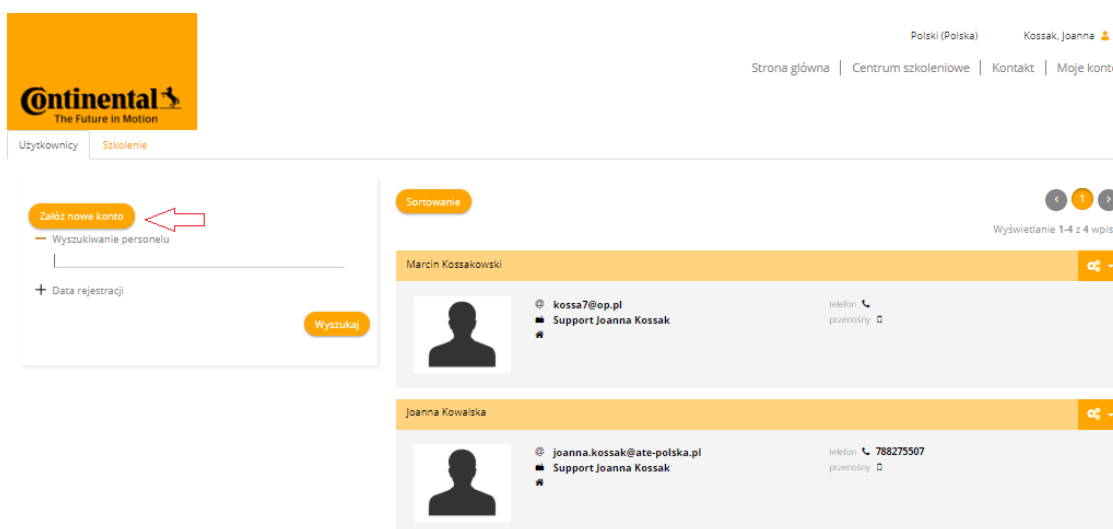 Polski (Polska) Kossak, Joanna
Strona główna | Centrum szkoleniowe | Kontakt | Moje konto
Continental
The Future in Motion
Użytkownicy Szkolenie
Załóż nowe konto
Wyszukiwanie personelu
Data rejestracji
Wyszukaj
Sortowanie
1
Wyświetlanie 1-4 z 4 wpis
Marcin Kossakowski
kossa7@op.pl
Support Joanna Kossak
telefon
przenośny
Joanna Kowalska
joanna.kossak@ate-polska.pl
Support Joanna Kossak
telefon 788275507
przenośny